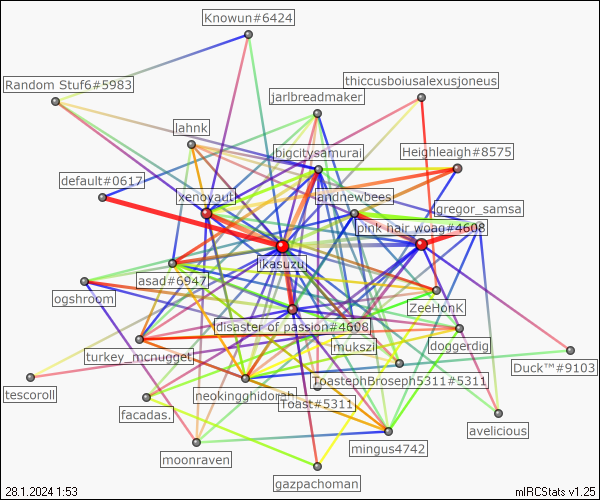 Knowun#6424
Random Stuf6#5983
thiccusboiusalexusjoneus
jarlbreadmaker
lahnk
bigcitysamurai
Heighleaigh#8575
default#0617
xenoyaut
andnewbees
gregor_samsa
pink hair woag#4608
kasuzu
asad#6947
ogshroom
ZeeHonk
disaster of passion#4608
mukszi
doggerdig
turkey_mcnugget
Duck™#9103
ToastephBroseph5311#5311
tescoroll
neokingghidorah
Toast#5311
facadas.
avelicious
mingus4742
moonraven
gazpachoman
28.1.2024 1:53
mIRCStats v1.25